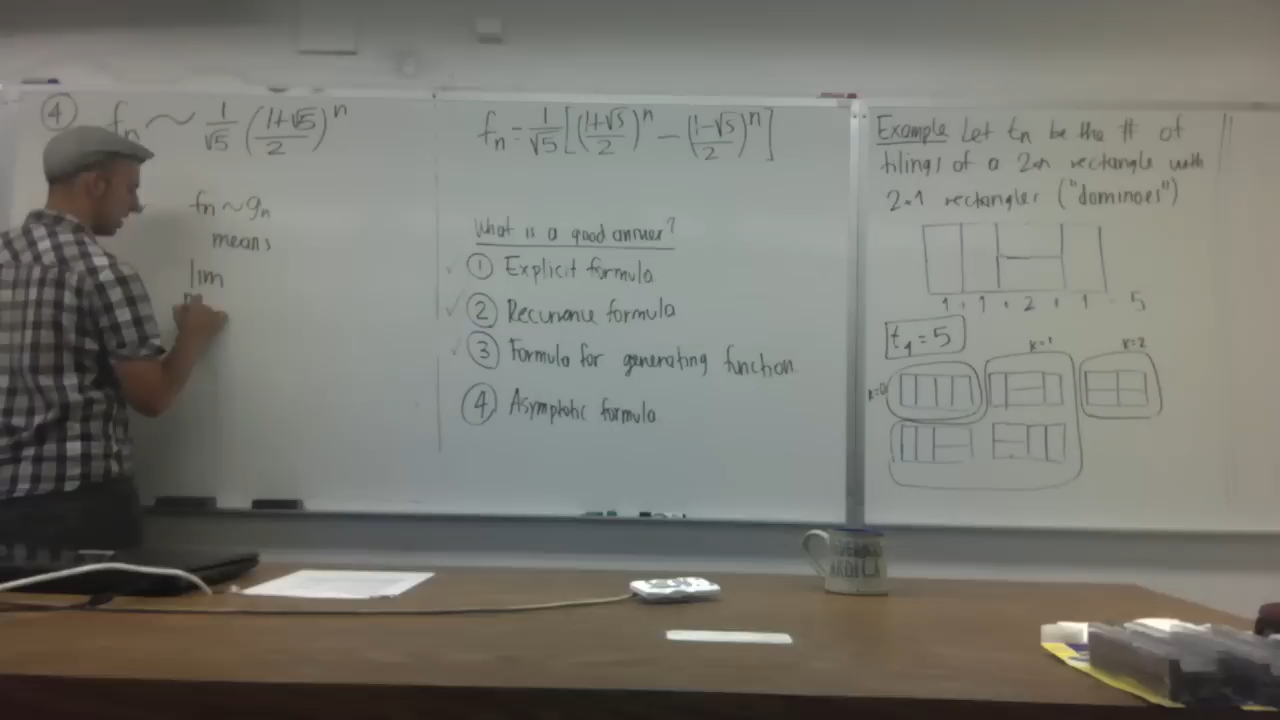 ④ fn ~ 1/√5 ((1+√5)/2)^n
fn ~ gn
means
lim
fn = 1/√5 [((1+√5)/2)^n − ((1-√5)/2)^n]
What is a good answer?
① Explicit formula
② Recurrence formula
③ Formula for generating function
④ Asymptotic formula
Example Let tn be the # of
tilings of a 2×n rectangle with
2×1 rectangles ("dominoes")
1 + 1 + 2 + 1 = 5
t4 = 5
k=0
k=1
k=2